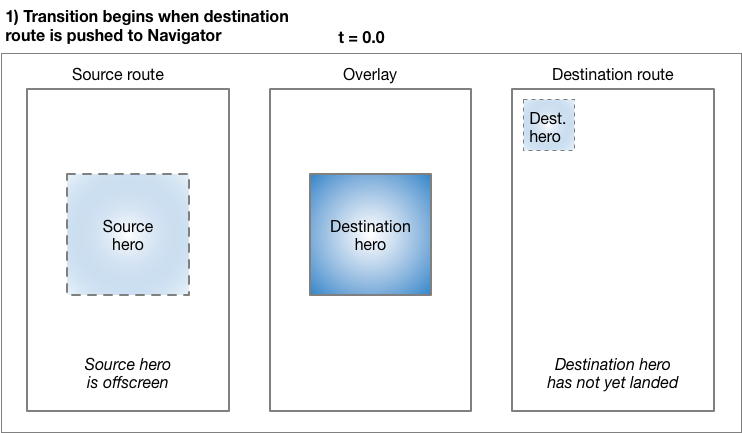 1) Transition begins when destination
route is pushed to Navigator
t = 0.0
Source route
Overlay
Destination route
Dest.
hero
Source
hero
Destination
hero
Source hero
is offscreen
Destination hero
has not yet landed